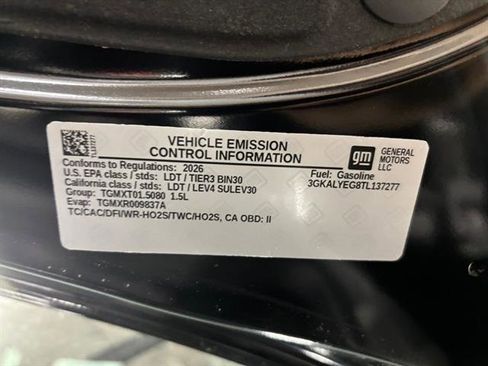 VEHICLE EMISSION
CONTROL INFORMATION
gm
GENERAL
MOTORS
LLC
Conforms to Regulations: 2026
Fuel: Gasoline
U.S. EPA class / stds: LDT / TIER3 BIN30
3GKALYEG8TL137277
California class / stds: LDT / LEV4 SULEV30
Group: TGMXT01.5080 1.5L
Evap: TGMXR009837A
TC/CAC/DFI/WR-HO2S/TWC/HO2S, CA OBD: II